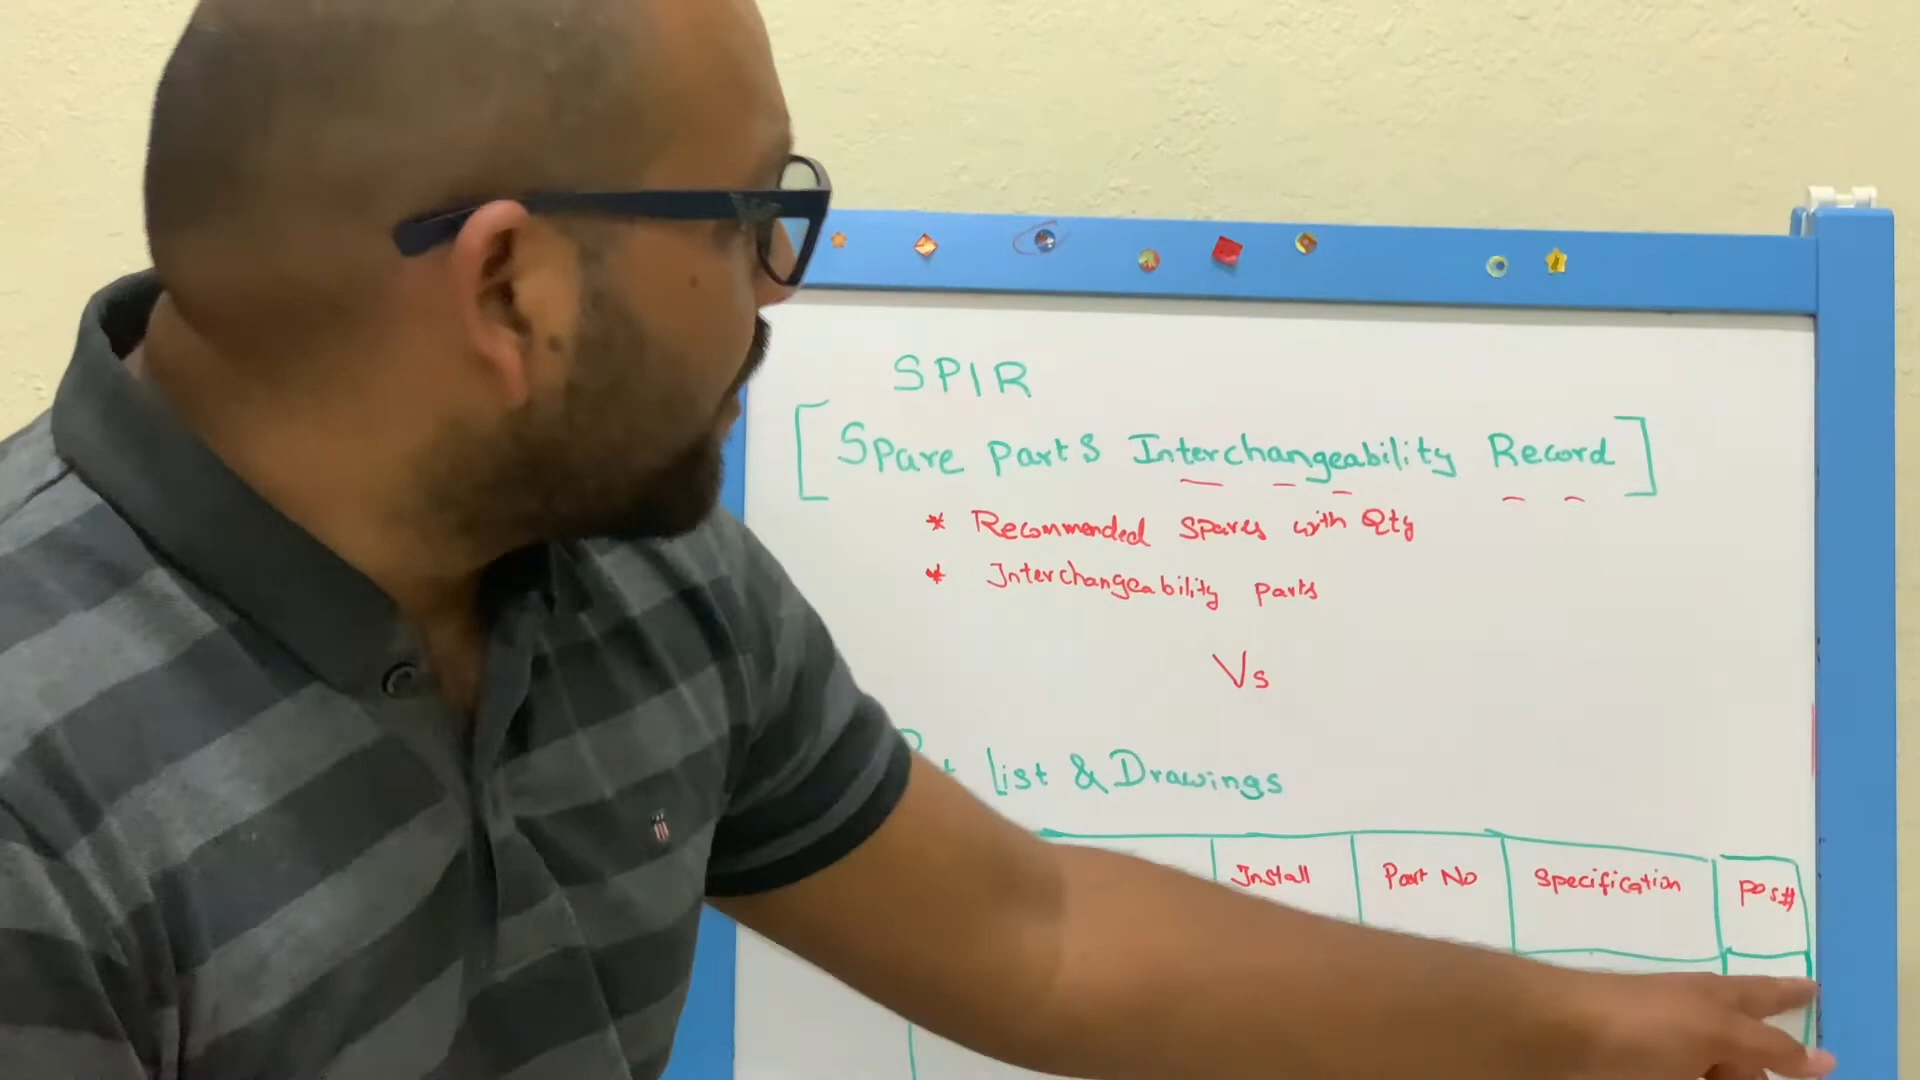 SPIR
[Spare Parts Interchangeability Record]
* Recommended Spares with Qty
* Interchangeability Parts
Vs
List & Drawings
Install Part No Specification Pos#